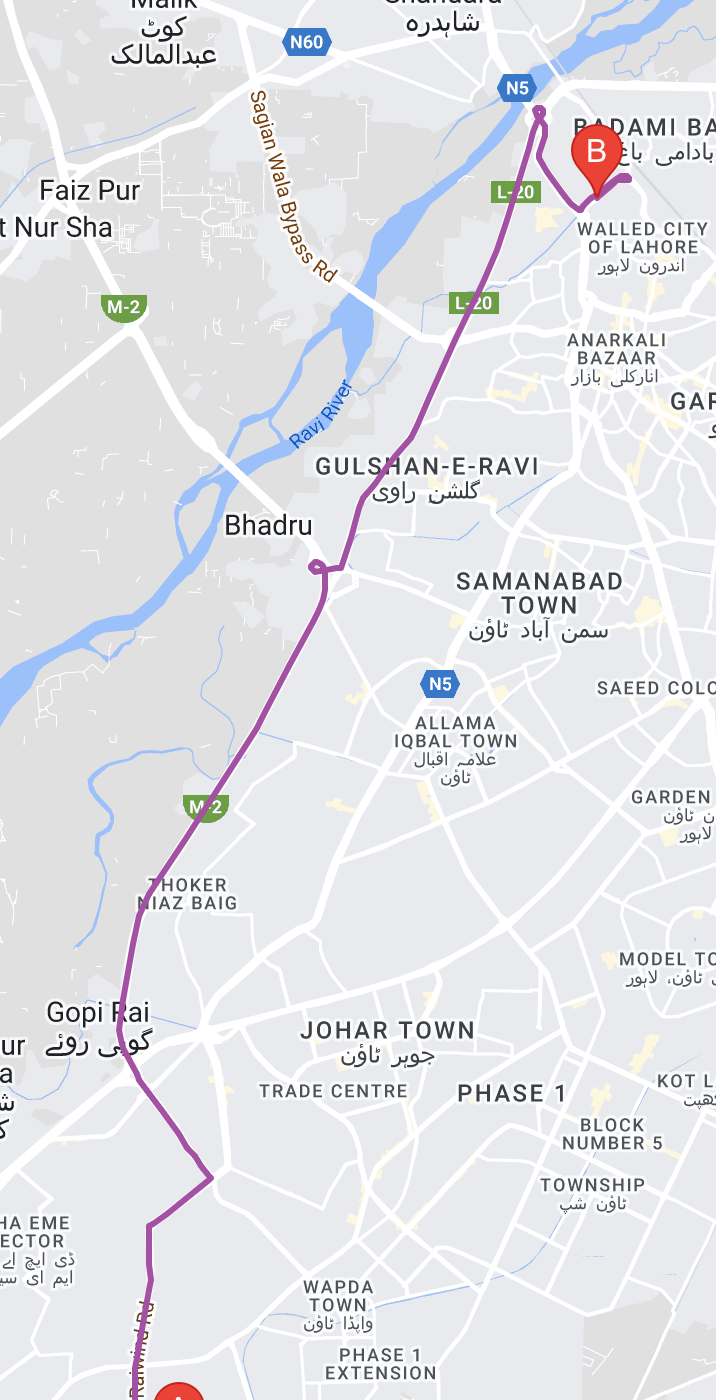 Malik
کوٹ
عبدالمالک
شاہدرہ
N60
N5
BADAMI BA
بادامی باغ
B
Sagian Wala Bypass Rd
Faiz Pur
t Nur Sha
L-20
WALLED CITY
OF LAHORE
اندرون لاہور
M-2
L-20
ANARKALI
BAZAAR
انارکلی بازار
GAR
Ravi River
GULSHAN-E-RAVI
گلشن راوی
Bhadru
SAMANABAD
TOWN
سمن آباد ٹاؤن
N5
SAEED COLO
ALLAMA
IQBAL TOWN
علامہ اقبال
ٹاؤن
GARDEN
ٹاؤن
لاہور
M-2
THOKER
NIAZ BAIG
MODEL TO
ٹاؤن، لاہور
Gopi Rai
گوپی روئے
ur
a
JOHAR TOWN
جوہر ٹاؤن
TRADE CENTRE
PHASE 1
KOT L
BLOCK
NUMBER 5
TOWNSHIP
ٹاؤن شپ
HA EME
ECTOR
ڈی ایچ اے
ایم ای سی
WAPDA
TOWN
واپڈا ٹاؤن
Raiwind Rd
PHASE 1
EXTENSION